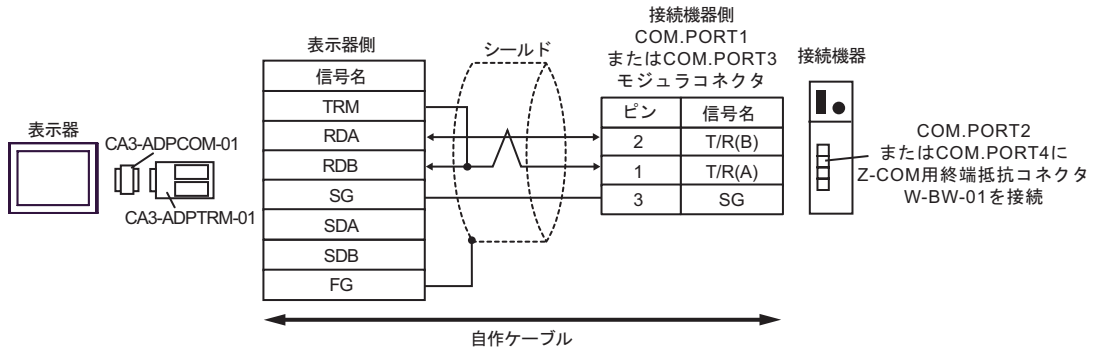 表示器
CA3-ADPCOM-01
CA3-ADPTRM-01
表示器側
信号名
TRM
RDA
RDB
SG
SDA
SDB
FG
シールド
接続機器側
COM.PORT1
またはCOM.PORT3
モジュラコネクタ
ピン 信号名
2 T/R(B)
1 T/R(A)
3 SG
接続機器
COM.PORT2
またはCOM.PORT4に
Z-COM用終端抵抗コネクタ
W-BW-01を接続
自作ケーブル